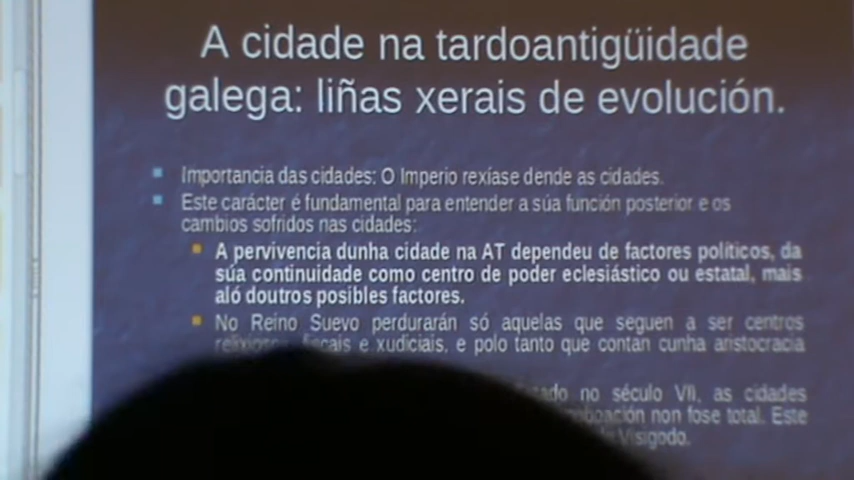 A cidade na tardoantigüidade
galega: liñas xerais de evolución.
Importancia das cidades: O Imperio rexíase dende as cidades.
Este carácter é fundamental para entender a súa función posterior e os
cambios sofridos nas cidades:
A pervivencia dunha cidade na AT dependeu de factores políticos, da
súa continuidade como centro de poder eclesiástico ou estatal, mais
aló doutros posibles factores.
No Reino Suevo perdurarán só aquelas que seguen a ser centros
e xudiciais, e polo tanto que contan cunha aristocracia
no século VII, as cidades
non fose total. Este
Visigodo.